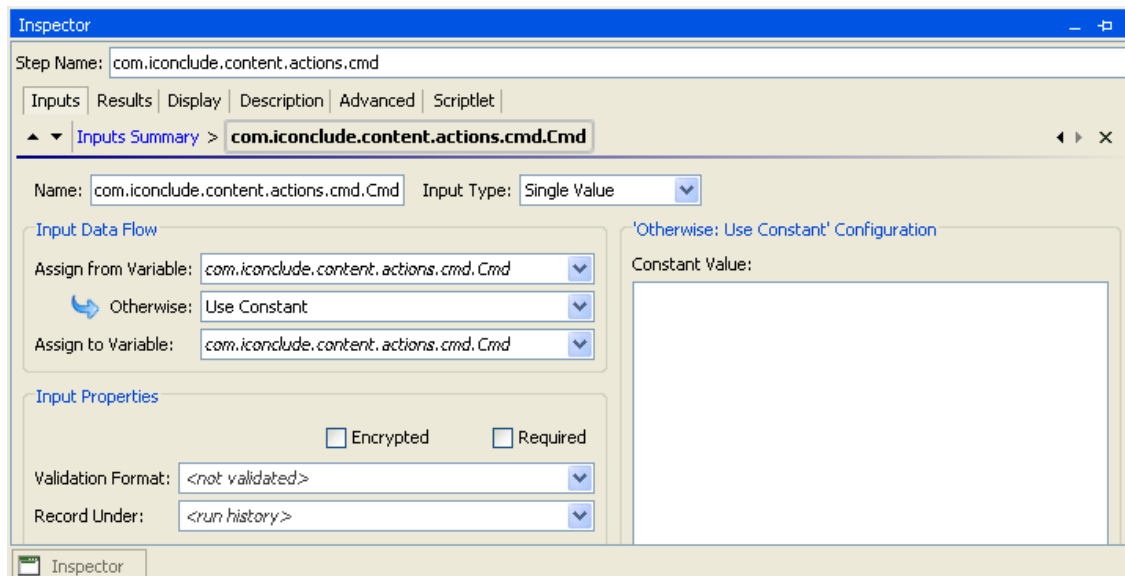 Inspector
Step Name: com.iconclude.content.actions.cmd
Inputs Results Display Description Advanced Scriptlet
Inputs Summary > com.iconclude.content.actions.cmd.Cmd
Name: com.iconclude.content.actions.cmd.Cmd Input Type: Single Value
Input Data Flow
Assign from Variable: com.iconclude.content.actions.cmd.Cmd
Otherwise: Use Constant
Assign to Variable: com.iconclude.content.actions.cmd.Cmd
Input Properties
Encrypted Required
Validation Format: <not validated>
Record Under: <run history>
'Otherwise: Use Constant' Configuration
Constant Value:
Inspector